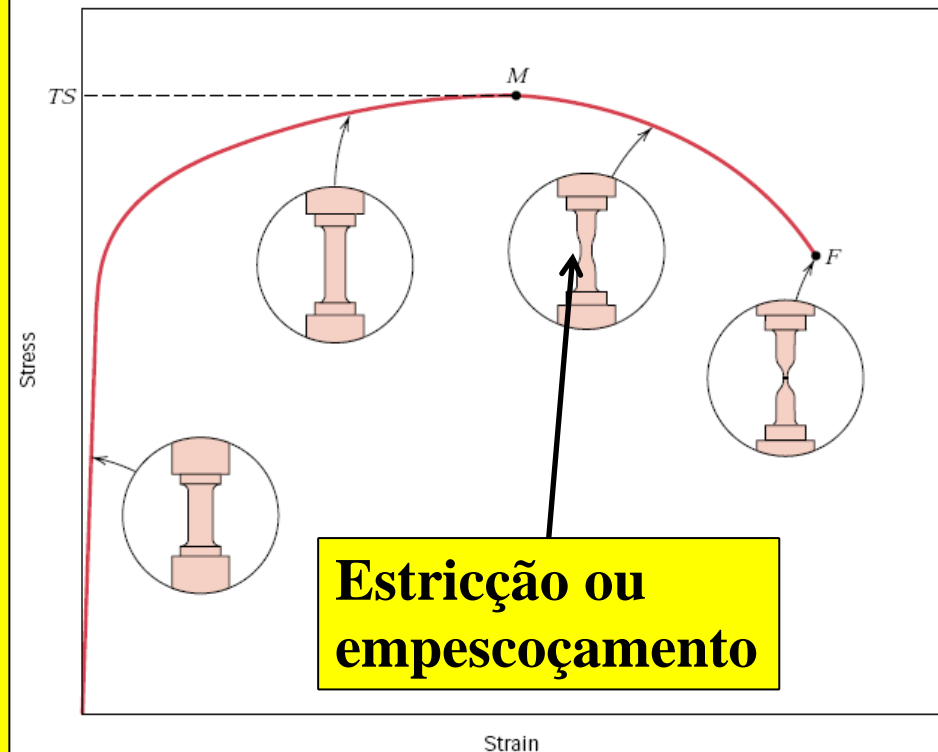 M
TS
F
Stress
Estricção ou
empescoçamento
Strain